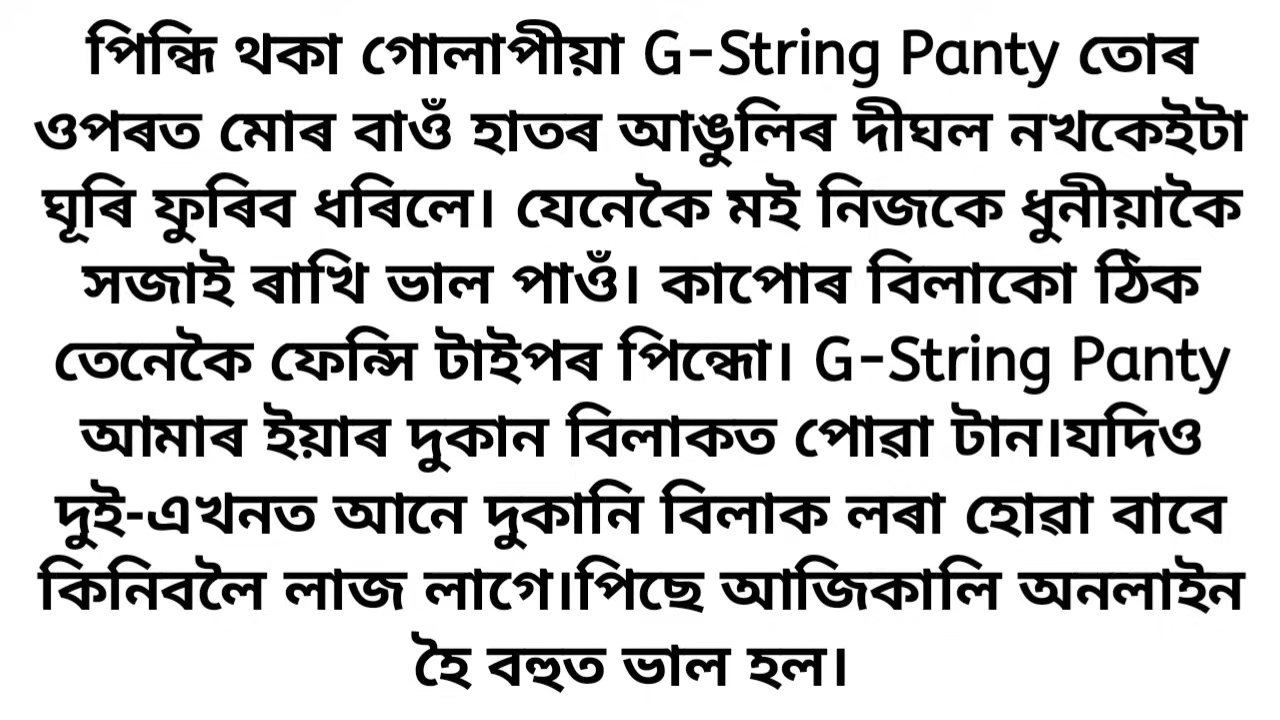 পিন্ধি থকা গোলাপীয়া G-String Panty তোৰ
ওপৰত মোৰ বাওঁ হাতৰ আঙুলিৰ দীঘল নখকেইটা
ঘূৰি ফুৰিব ধৰিলে। যেনেকৈ মই নিজকে ধুনীয়াকৈ
সজাই ৰাখি ভাল পাওঁ। কাপোৰ বিলাকো ঠিক
তেনেকৈ ফেন্সি টাইপৰ পিন্ধো। G-String Panty
আমাৰ ইয়াৰ দুকান বিলাকত পোৱা টান।যদিও
দুই-এখনত আনে দুকানি বিলাক লৰা হোৱা বাবে
কিনিবলৈ লাজ লাগে।পিছে আজিকালি অনলাইন
হৈ বহুত ভাল হল।